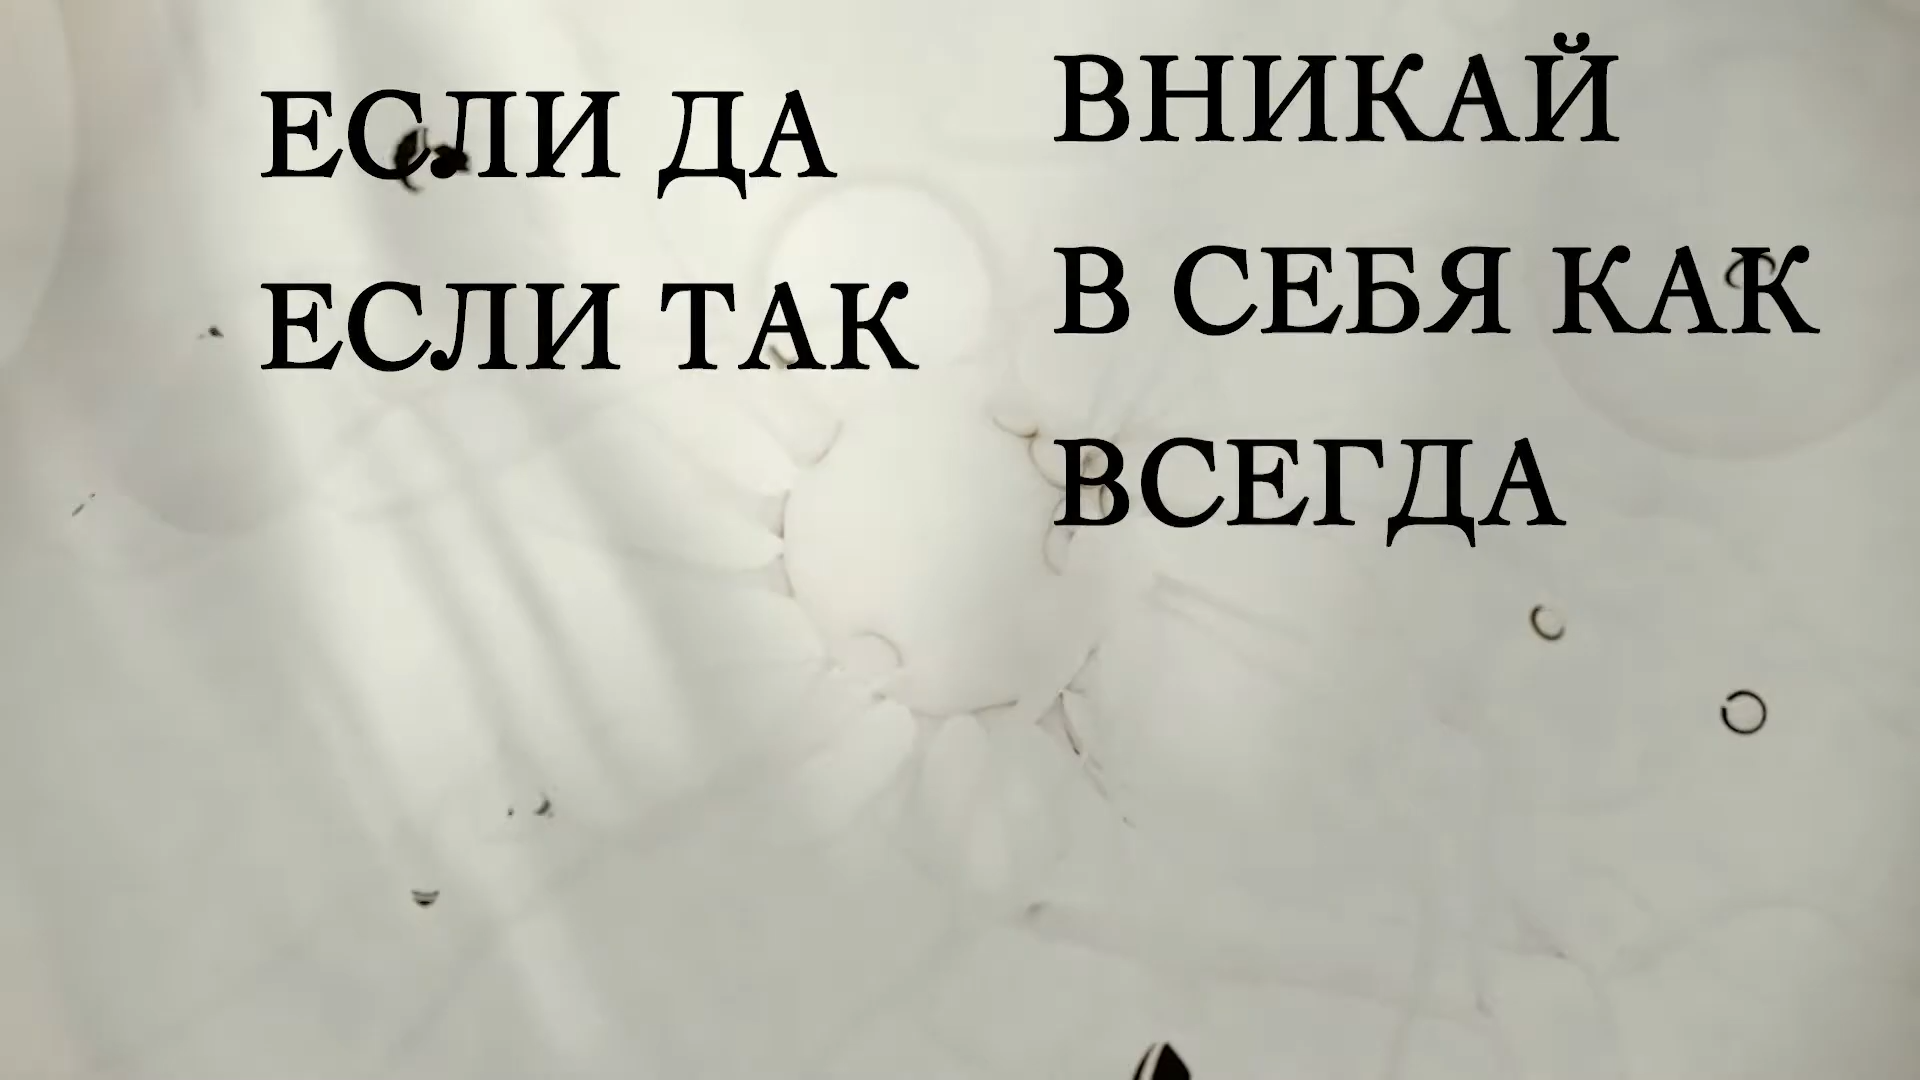 ЕСЛИ ДА
ЕСЛИ ТАК
ВНИКАЙ
В СЕБЯ КАК
ВСЕГДА